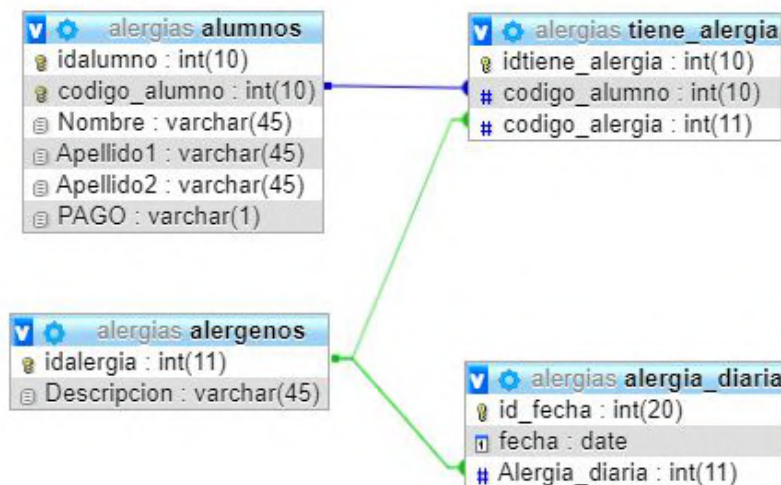 alergias alumnos
idalumno : int(10)
codigo_alumno : int(10)
Nombre : varchar(45)
Apellido1 : varchar(45)
Apellido2 : varchar(45)
PAGO : varchar(1)
alergias tiene_alergia
idtiene_alergia : int(10)
# codigo_alumno : int(10)
# codigo_alergia : int(11)
alergias alergenos
idalergia : int(11)
Descripcion : varchar(45)
alergias alergia_diaria
id_fecha : int(20)
fecha : date
# Alergia_diaria : int(11)